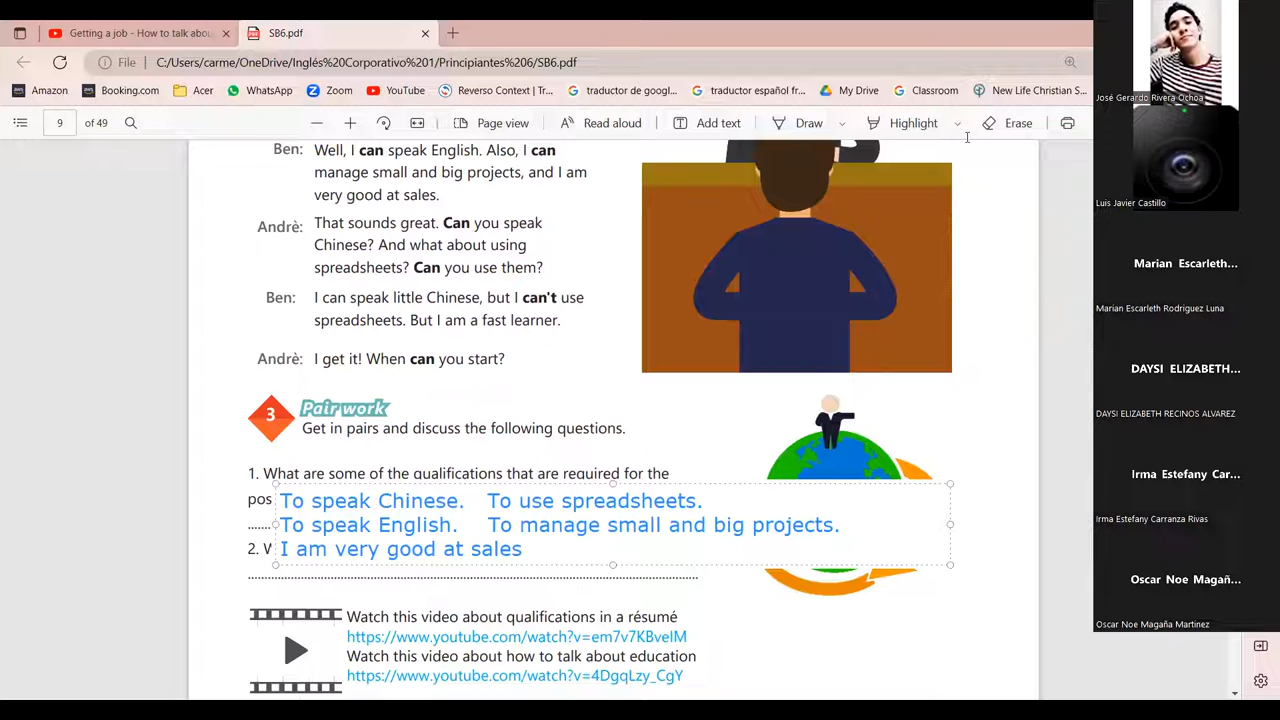 Getting a job - How to talk abou
SB6.pdf
File
C:/Users/carme/OneDrive/Inglés%20Corporativo%201/Principiantes%206/SB6.pdf
Amazon
Booking.com
Acer
WhatsApp
Zoom
YouTube
Reverso Context | Tr...
traductor de googl...
traductor español fr...
My Drive
Classroom
New Life Christian S...
9 of 49
Page view
Read aloud
Add text
Draw
Highlight
Erase
Ben: Well, I can speak English. Also, I can
manage small and big projects, and I am
very good at sales.
Andrè: That sounds great. Can you speak
Chinese? And what about using
spreadsheets? Can you use them?
Ben: I can speak little Chinese, but I can't use
spreadsheets. But I am a fast learner.
Andrè: I get it! When can you start?
3 Pair work
Get in pairs and discuss the following questions.
1. What are some of the qualifications that are required for the
pos
To speak Chinese. To use spreadsheets.
To speak English. To manage small and big projects.
2. W
I am very good at sales
Watch this video about qualifications in a résumé
https://www.youtube.com/watch?v=em7v7KBveIM
Watch this video about how to talk about education
https://www.youtube.com/watch?v=4DgqLzy_CgY
José Gerardo Rivera Ochoa
Luis Javier Castillo
Marian Escarleth...
Marian Escarleth Rodriguez Luna
DAYSI ELIZABETH...
DAYSI ELIZABETH RECINOS ALVAREZ
Irma Estefany Car...
Irma Estefany Carranza Rivas
Oscar Noe Magañ...
Oscar Noe Magaña Martinez